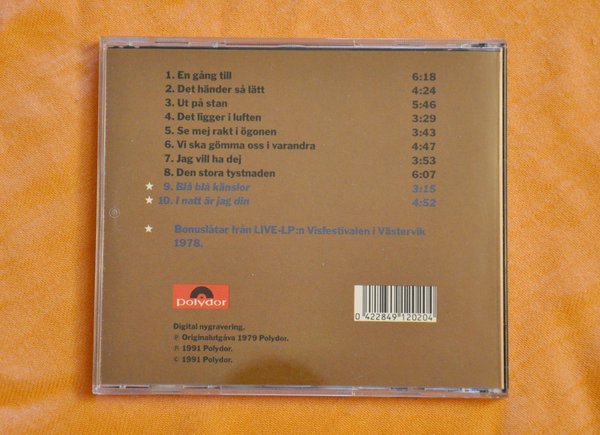 1. En gång till 6:18
2. Det händer så lätt 4:24
3. Ut på stan 5:46
4. Det ligger i luften 3:29
5. Se mej rakt i ögonen 3:43
6. Vi ska gömma oss i varandra 4:47
7. Jag vill ha dej 3:53
8. Den stora tystnaden 6:07
★ 9. Blå blå känslor 3:15
★ 10. I natt är jag din 4:52
★ Bonuslåtar från LIVE-LP:n Visfestivalen i Västervik
1978.
polydor
0 422849 120204
Digital nygravering.
℗ Originalutgåva 1979 Polydor.
℗ 1991 Polydor.
© 1991 Polydor.